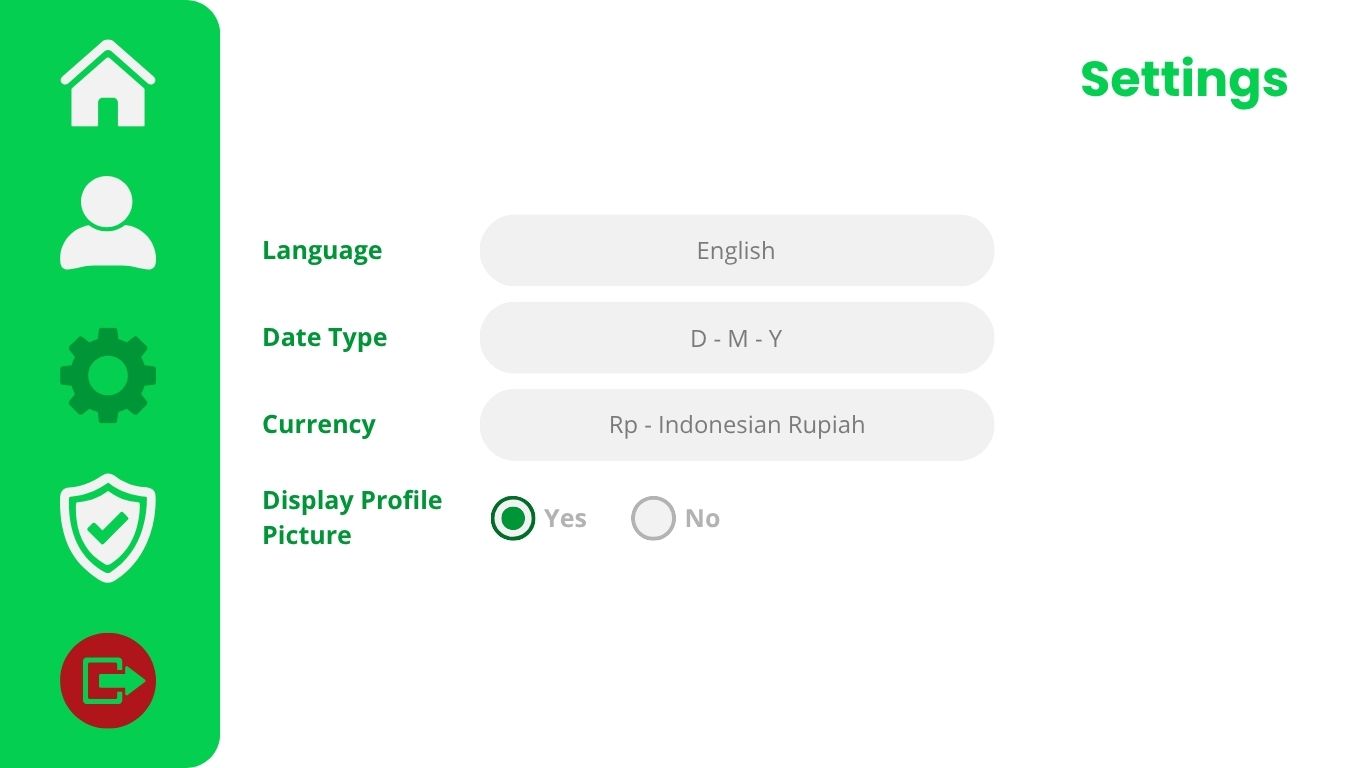 Settings
Language
English
Date Type
D - M - Y
Currency
Rp - Indonesian Rupiah
Display Profile
Picture
Yes
No